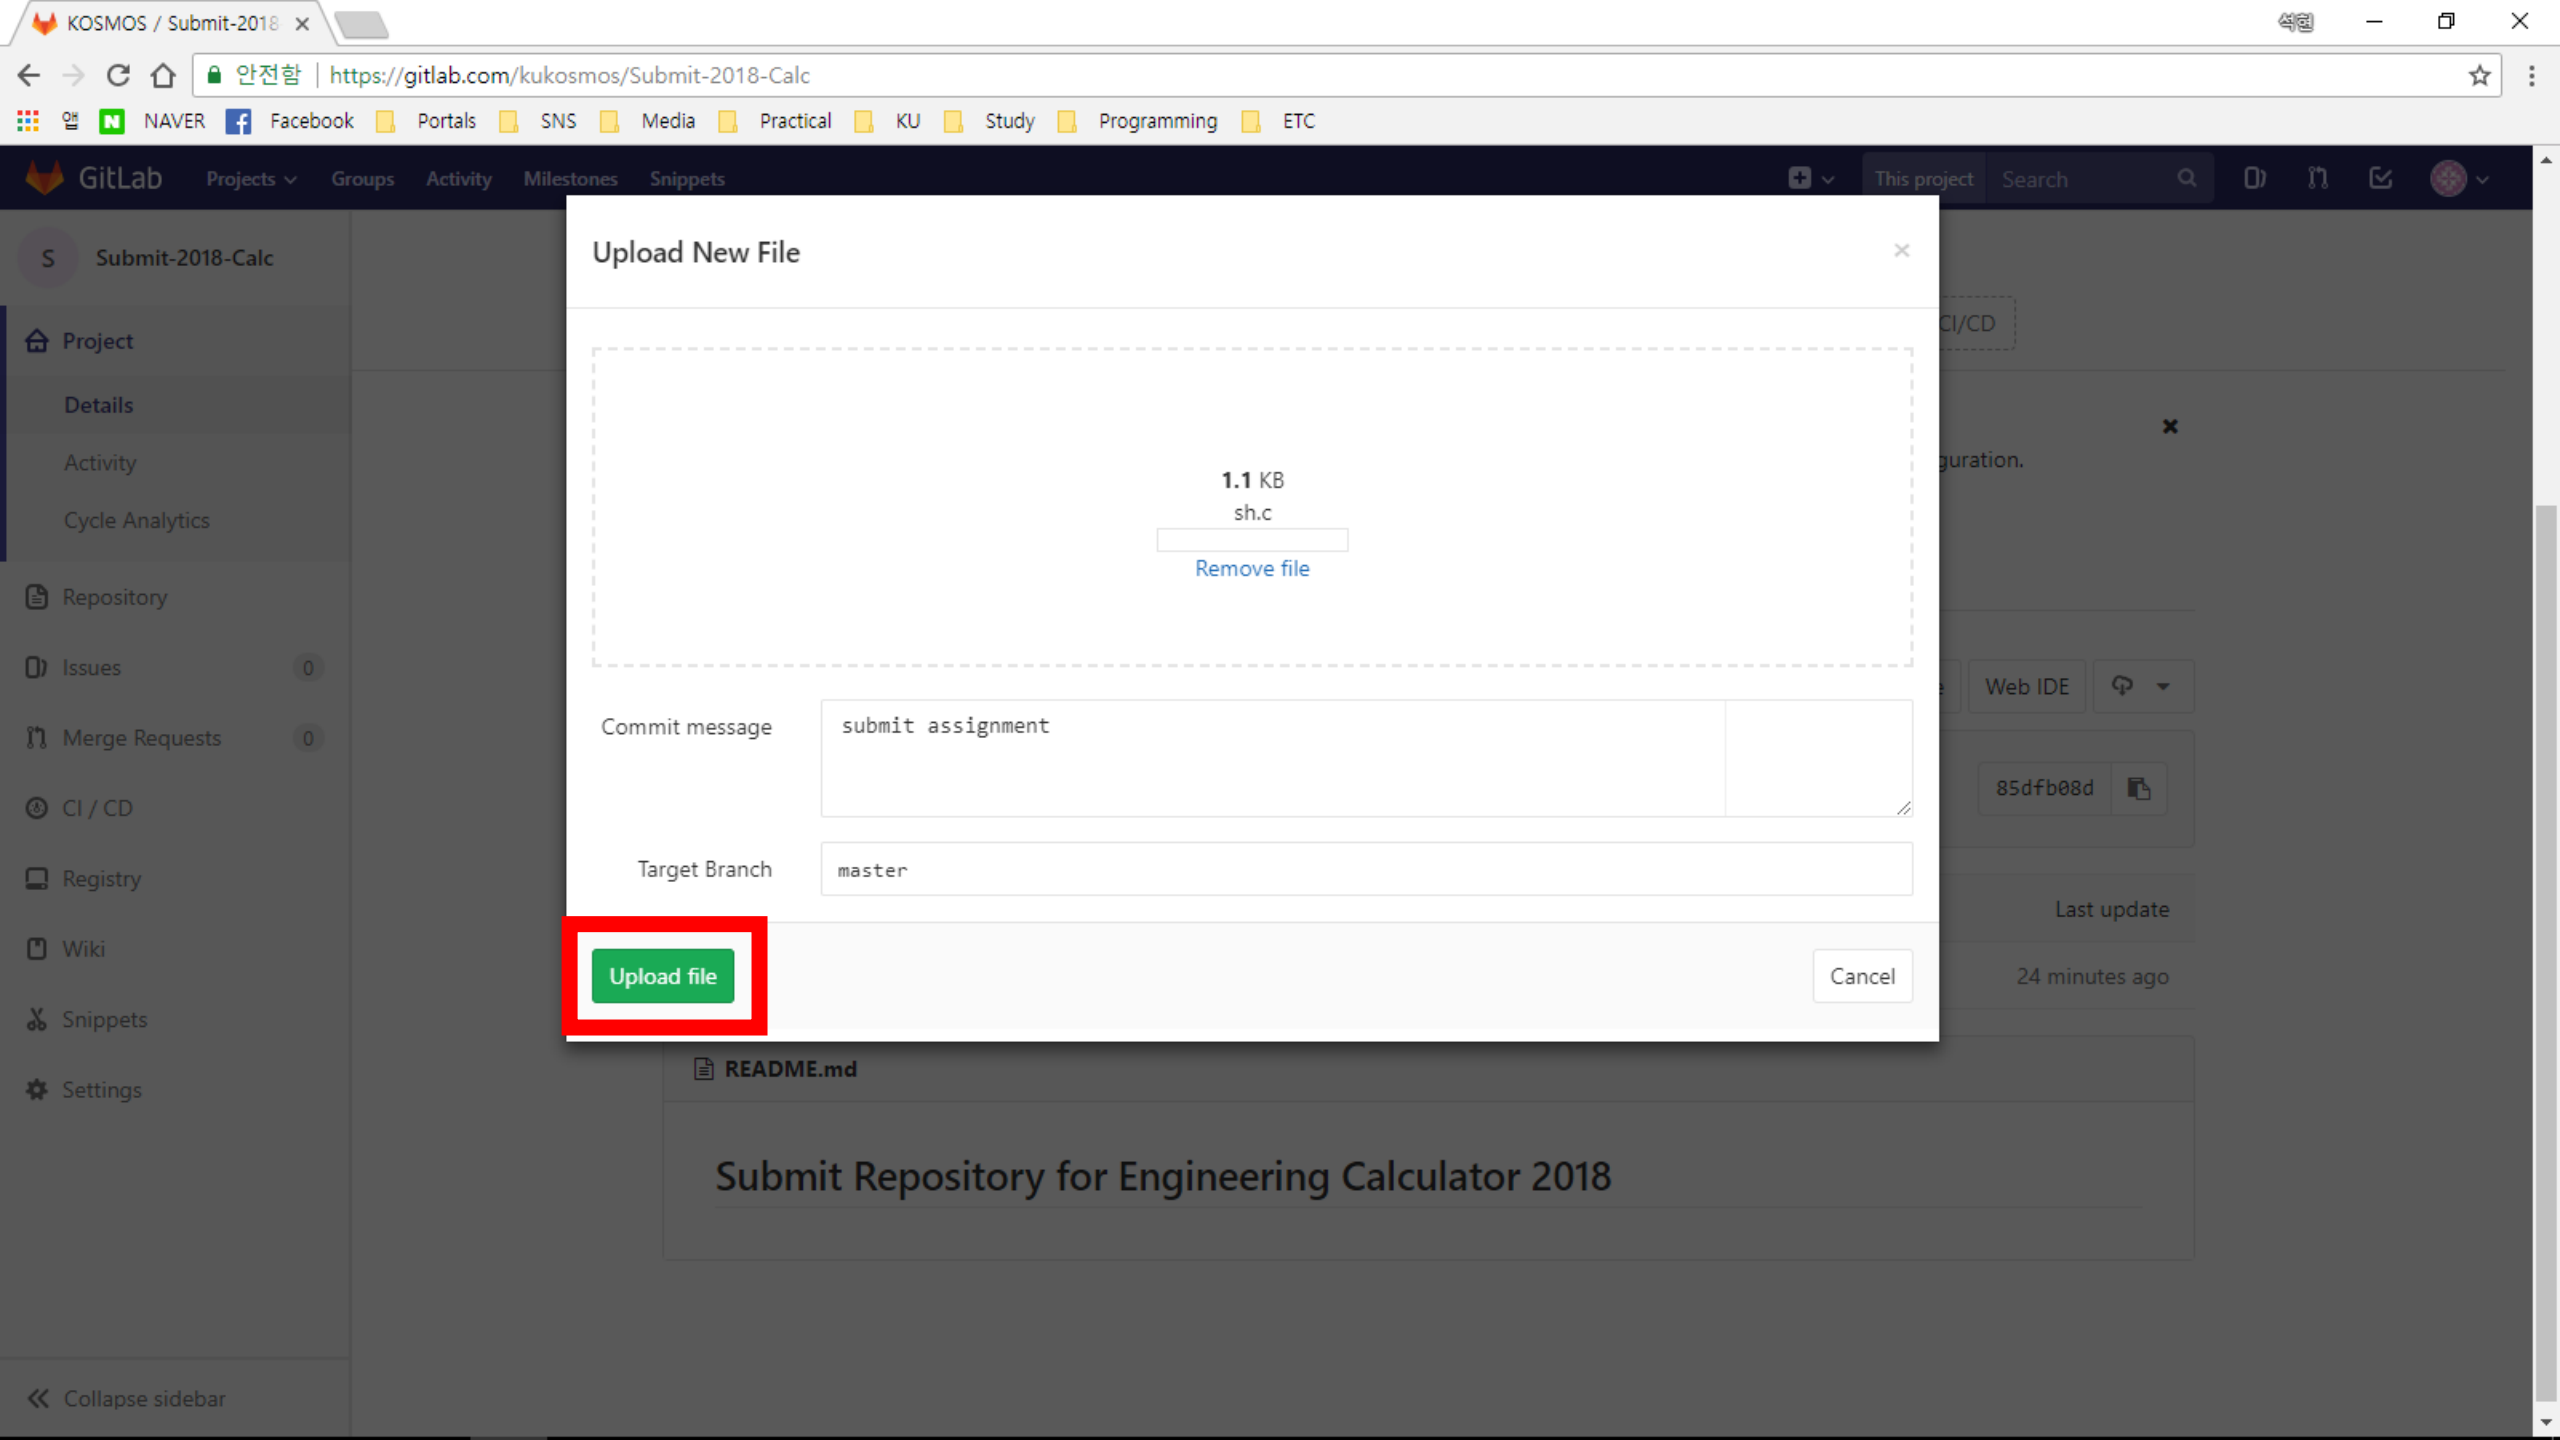 KOSMOS / Submit-2018
석현
안전함 https://gitlab.com/kukosmos/Submit-2018-Calc
앱 NAVER Facebook Portals SNS Media Practical KU Study Programming ETC
GitLab Projects Groups Activity Milestones Snippets This project Search
S Submit-2018-Calc
Project
Details
Activity
Cycle Analytics
Repository
Issues 0
Merge Requests 0
CI / CD
Registry
Wiki
Snippets
Settings
Collapse sidebar
Upload New File
CI/CD
guration.
1.1 KB
sh.c
Remove file
Web IDE
Commit message submit assignment
85dfb08d
Target Branch master
Last update
Upload file Cancel
24 minutes ago
README.md
Submit Repository for Engineering Calculator 2018